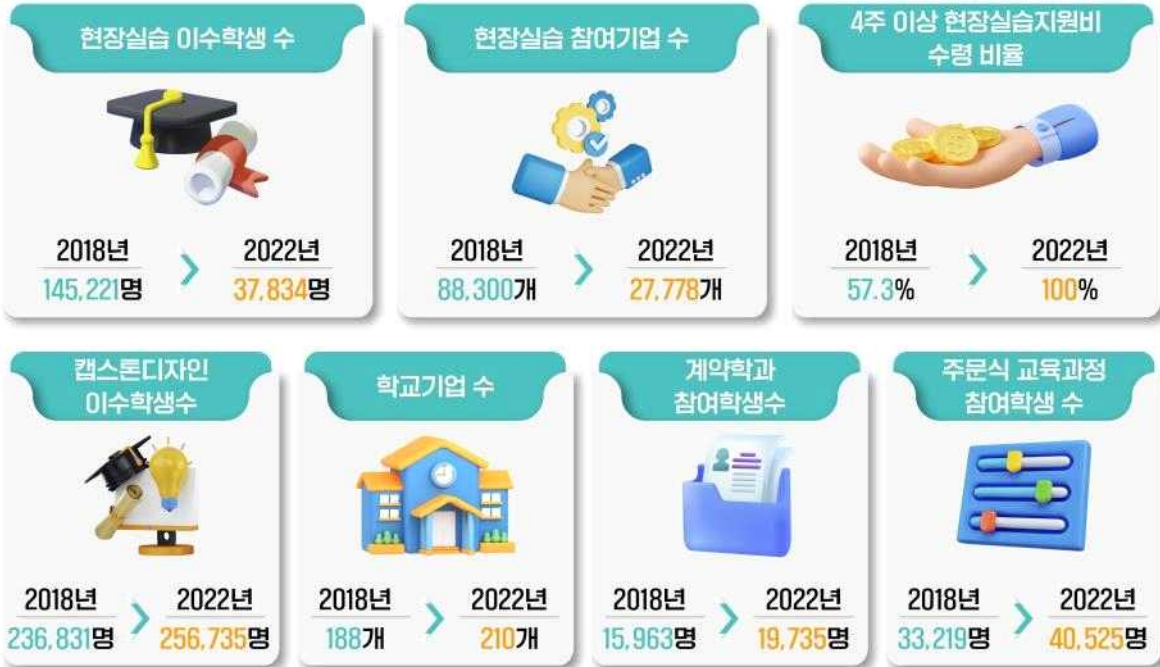 현장실습 이수학생 수
2018년
145,221명
2022년
37,834명
현장실습 참여기업 수
2018년
88,300개
2022년
27,778개
4주 이상 현장실습지원비
수령 비율
2018년
57.3%
2022년
100%
캡스톤디자인
이수학생수
2018년
236,831명
2022년
256,735명
학교기업 수
2018년
188개
2022년
210개
계약학과
참여학생수
2018년
15,963명
2022년
19,735명
주문식 교육과정
참여학생 수
2018년
33,219명
2022년
40,525명